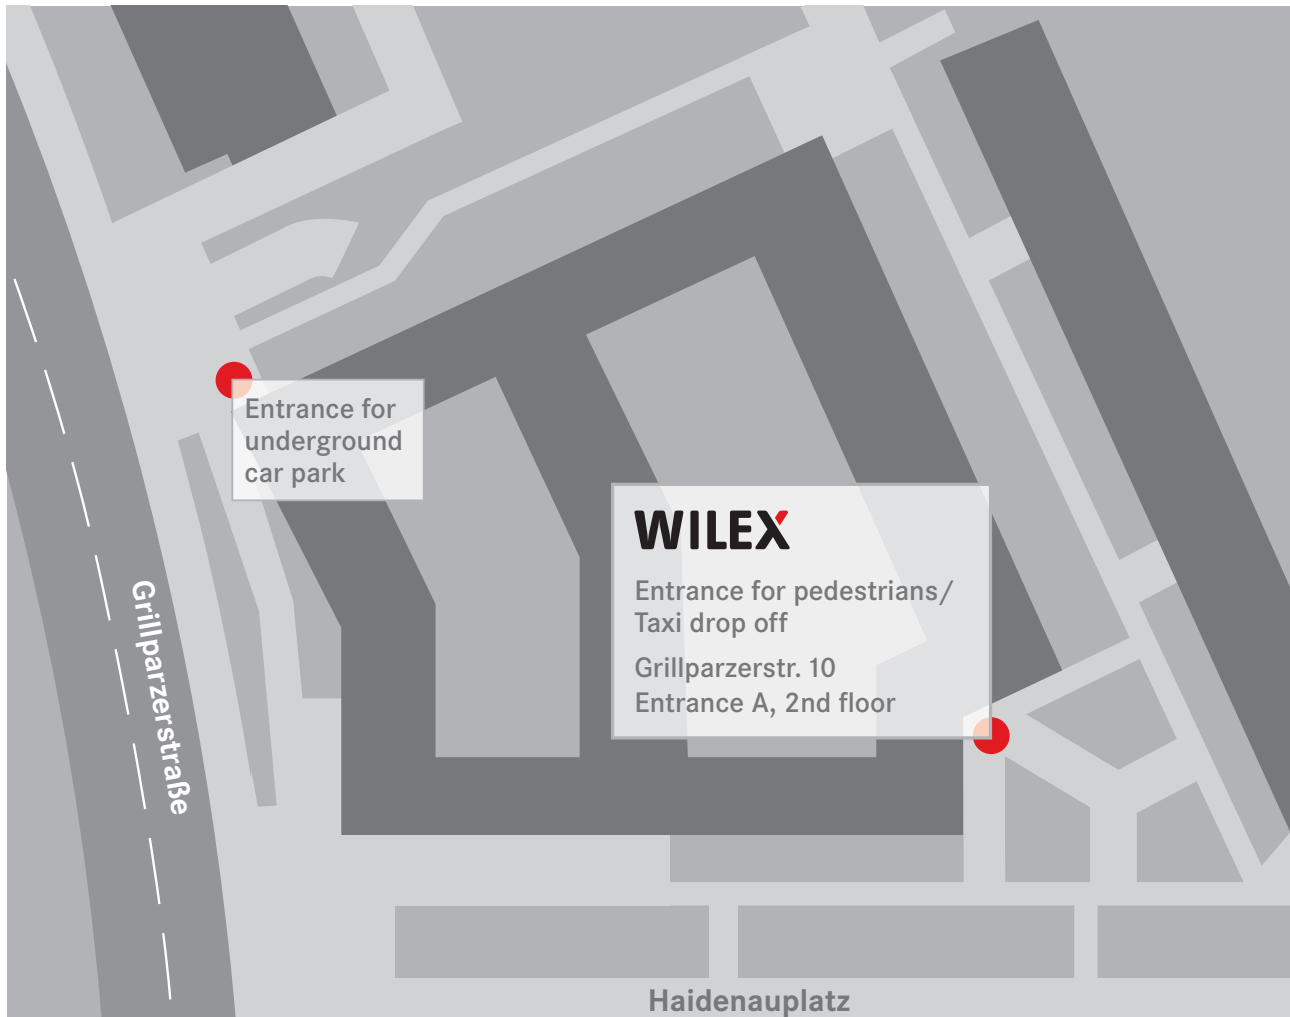 Entrance for
underground
car park
WILEX
Entrance for pedestrians/
Taxi drop off
Grillparzerstr. 10
Entrance A, 2nd floor
Grillparzerstraße
Haidenauplatz